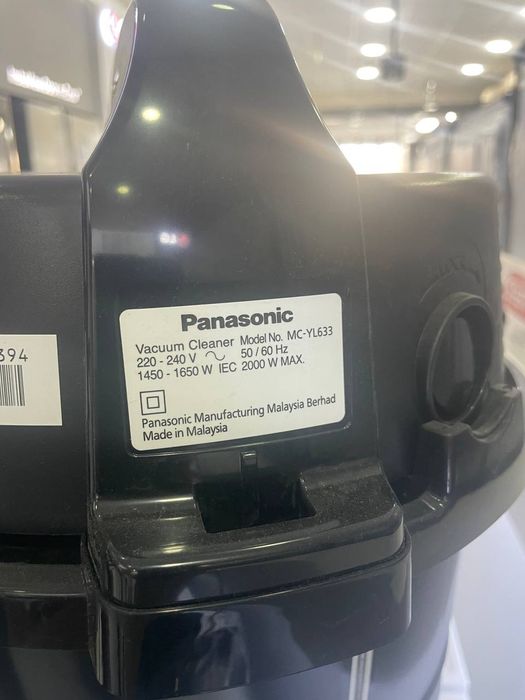 Panasonic
Vacuum Cleaner Model No. MC-YL633
220 - 240 V ~ 50 / 60 Hz
1450 - 1650 W IEC 2000 W MAX.
Panasonic Manufacturing Malaysia Berhad
Made in Malaysia
394